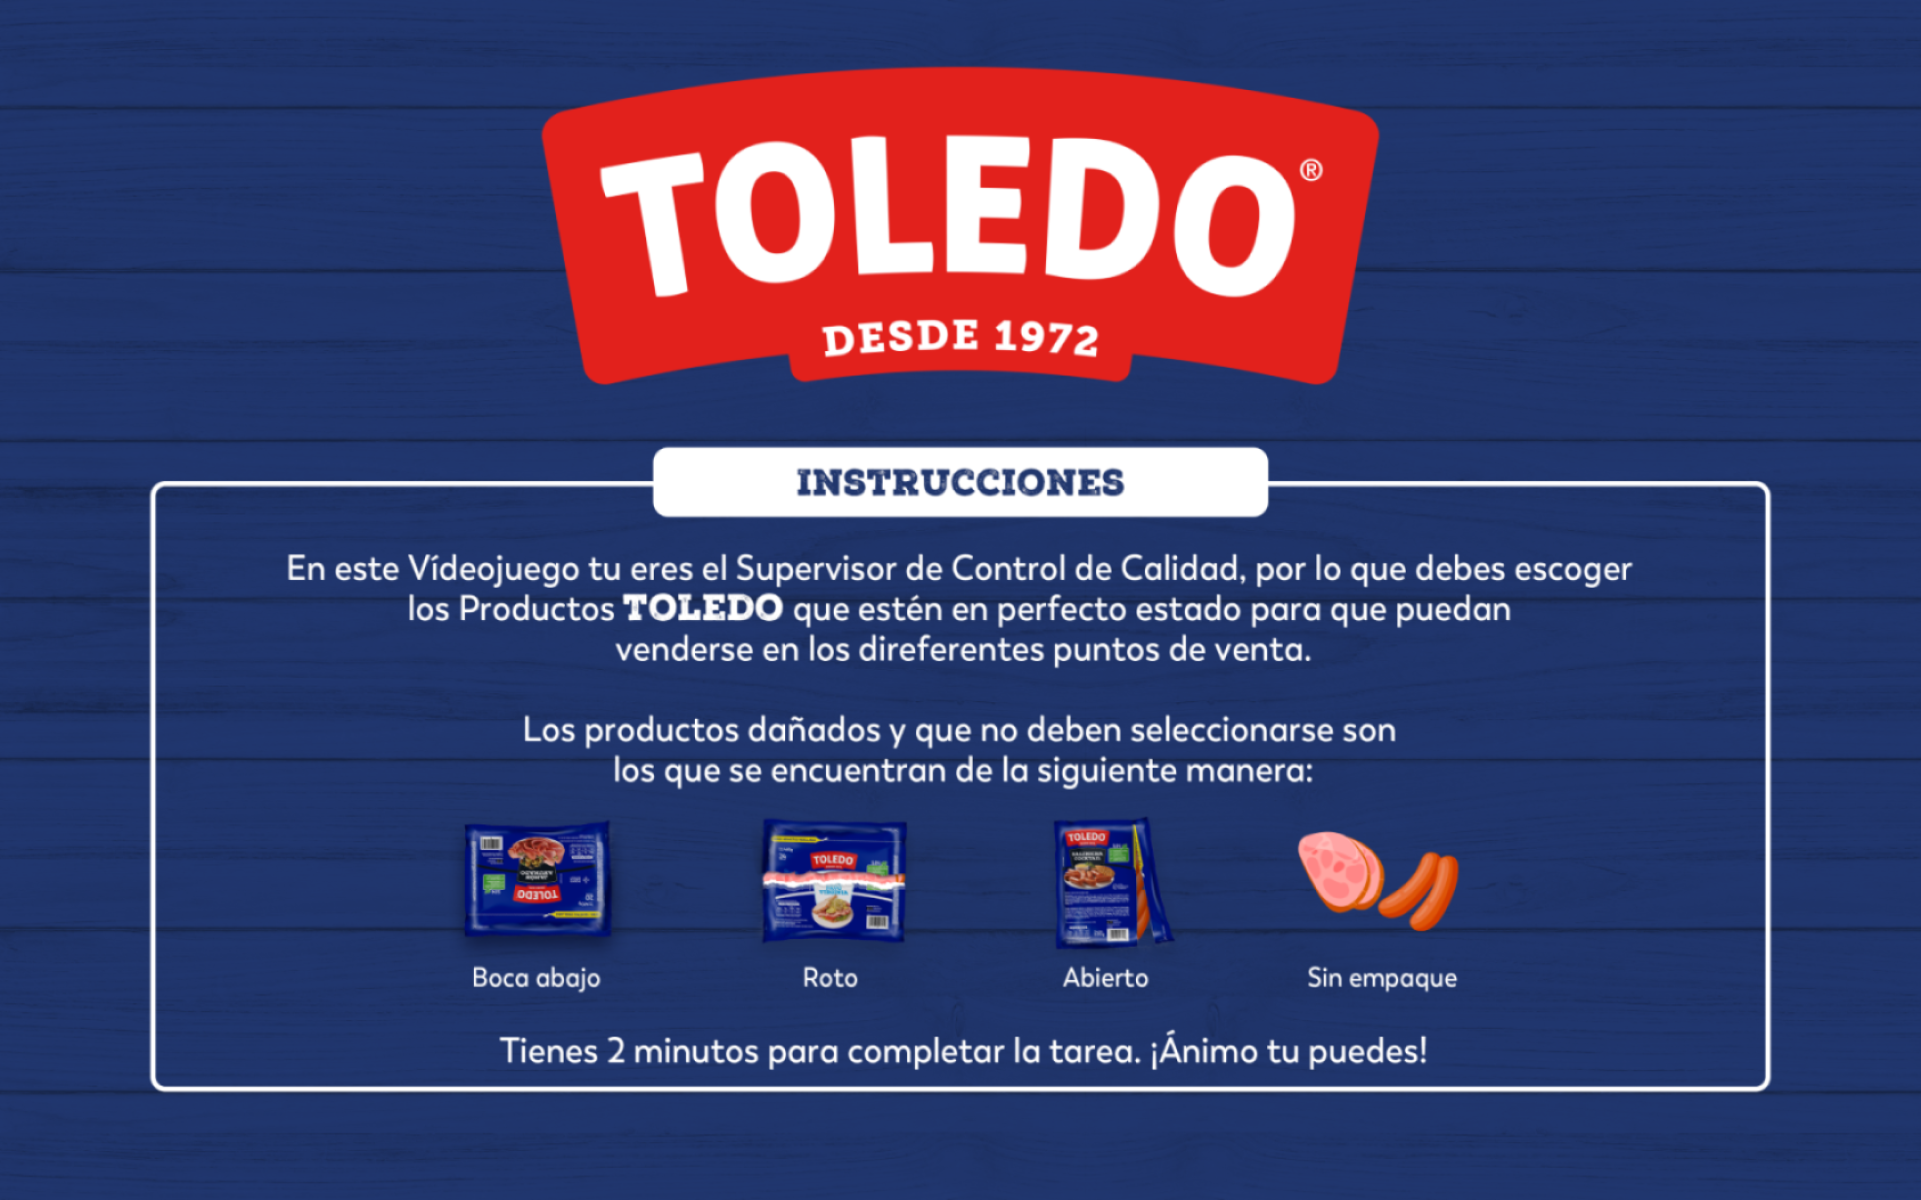 TOLEDO®
DESDE 1972
INSTRUCCIONES
En este Vídeojuego tu eres el Supervisor de Control de Calidad, por lo que debes escoger
los Productos TOLEDO que estén en perfecto estado para que puedan
venderse en los direferentes puntos de venta.
Los productos dañados y que no deben seleccionarse son
los que se encuentran de la siguiente manera:
TOLEDO
TOLEDO
TOLEDO
Boca abajo
Roto
Abierto
Sin empaque
Tienes 2 minutos para completar la tarea. ¡Ánimo tu puedes!